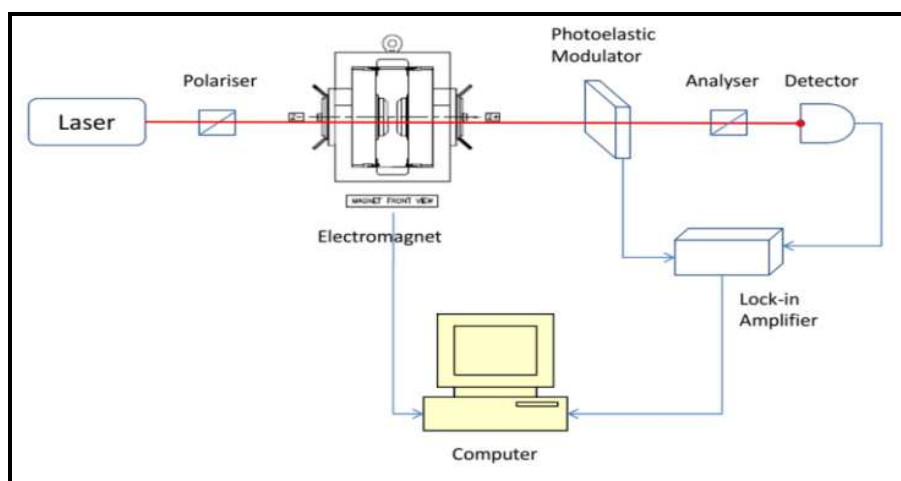 Photoelastic
Modulator
Polariser
Analyser
Detector
Laser
MAGNET FRONT VIEW
Electromagnet
Lock-in
Amplifier
Computer